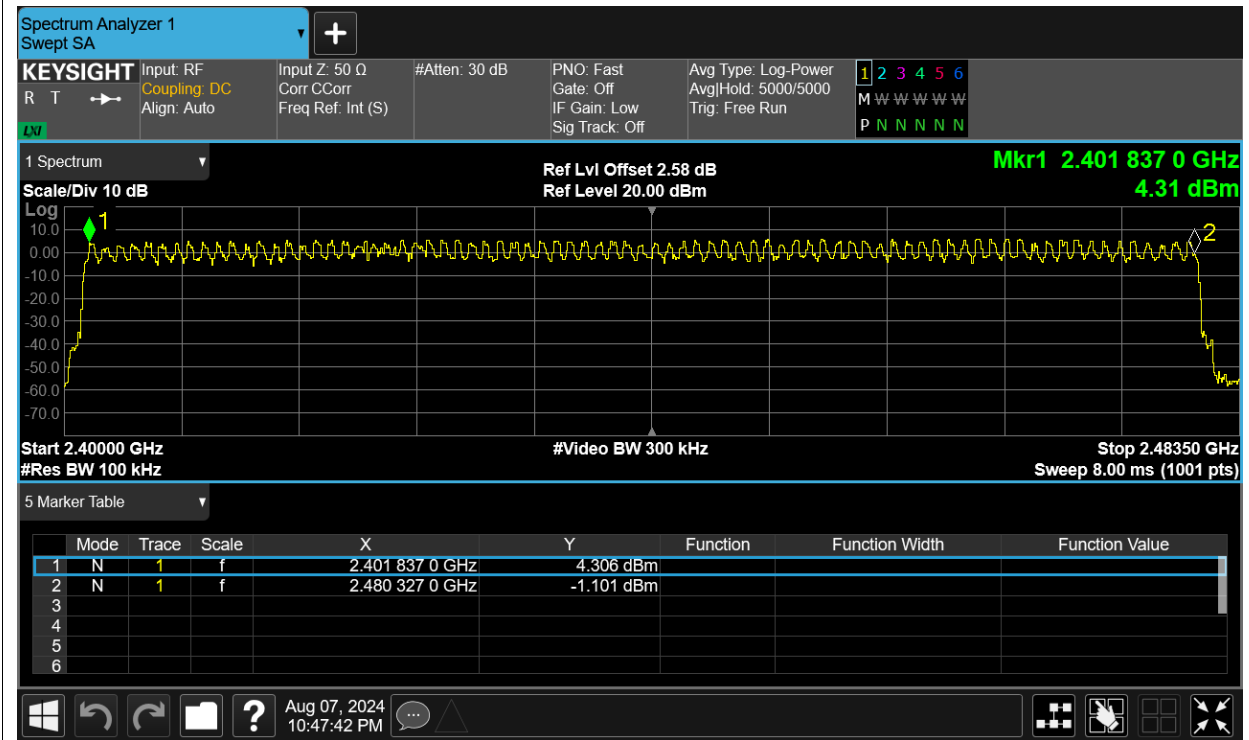 Spectrum Analyzer 1
Swept SA
+
KEYSIGHT
R T
LXI
Input: RF
Coupling: DC
Align: Auto
Input Z: 50 Ω
Corr CCorr
Freq Ref: Int (S)
#Atten: 30 dB
PNO: Fast
Gate: Off
IF Gain: Low
Sig Track: Off
Avg Type: Log-Power
Avg|Hold: 5000/5000
Trig: Free Run
1 2 3 4 5 6
M W W W W W
P N N N N N
1 Spectrum
Scale/Div 10 dB
Ref Lvl Offset 2.58 dB
Ref Level 20.00 dBm
Mkr1 2.401 837 0 GHz
4.31 dBm
Log
10.0
0.00
-10.0
-20.0
-30.0
-40.0
-50.0
-60.0
-70.0
1
2
Start 2.40000 GHz
#Res BW 100 kHz
#Video BW 300 kHz
Stop 2.48350 GHz
Sweep 8.00 ms (1001 pts)
5 Marker Table
Mode Trace Scale X Y Function Function Width Function Value
1 N 1 f 2.401 837 0 GHz 4.306 dBm
2 N 1 f 2.480 327 0 GHz -1.101 dBm
3
4
5
6
?
Aug 07, 2024
10:47:42 PM